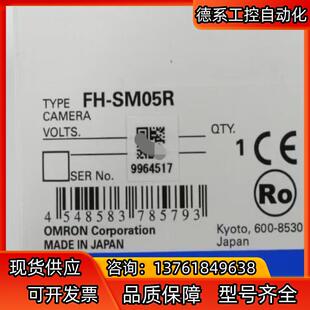 德系工控自动化
TYPE FH-SM05R
CAMERA
VOLTS.
QTY.
1 CE
SER No.
9964517
Ro
4 548583 785793
OMRON Corporation
Kyoto, 600-8530
MADE IN JAPAN
Japan
现货供应 咨询：13761849638
可开发票 品质保障 型号齐全